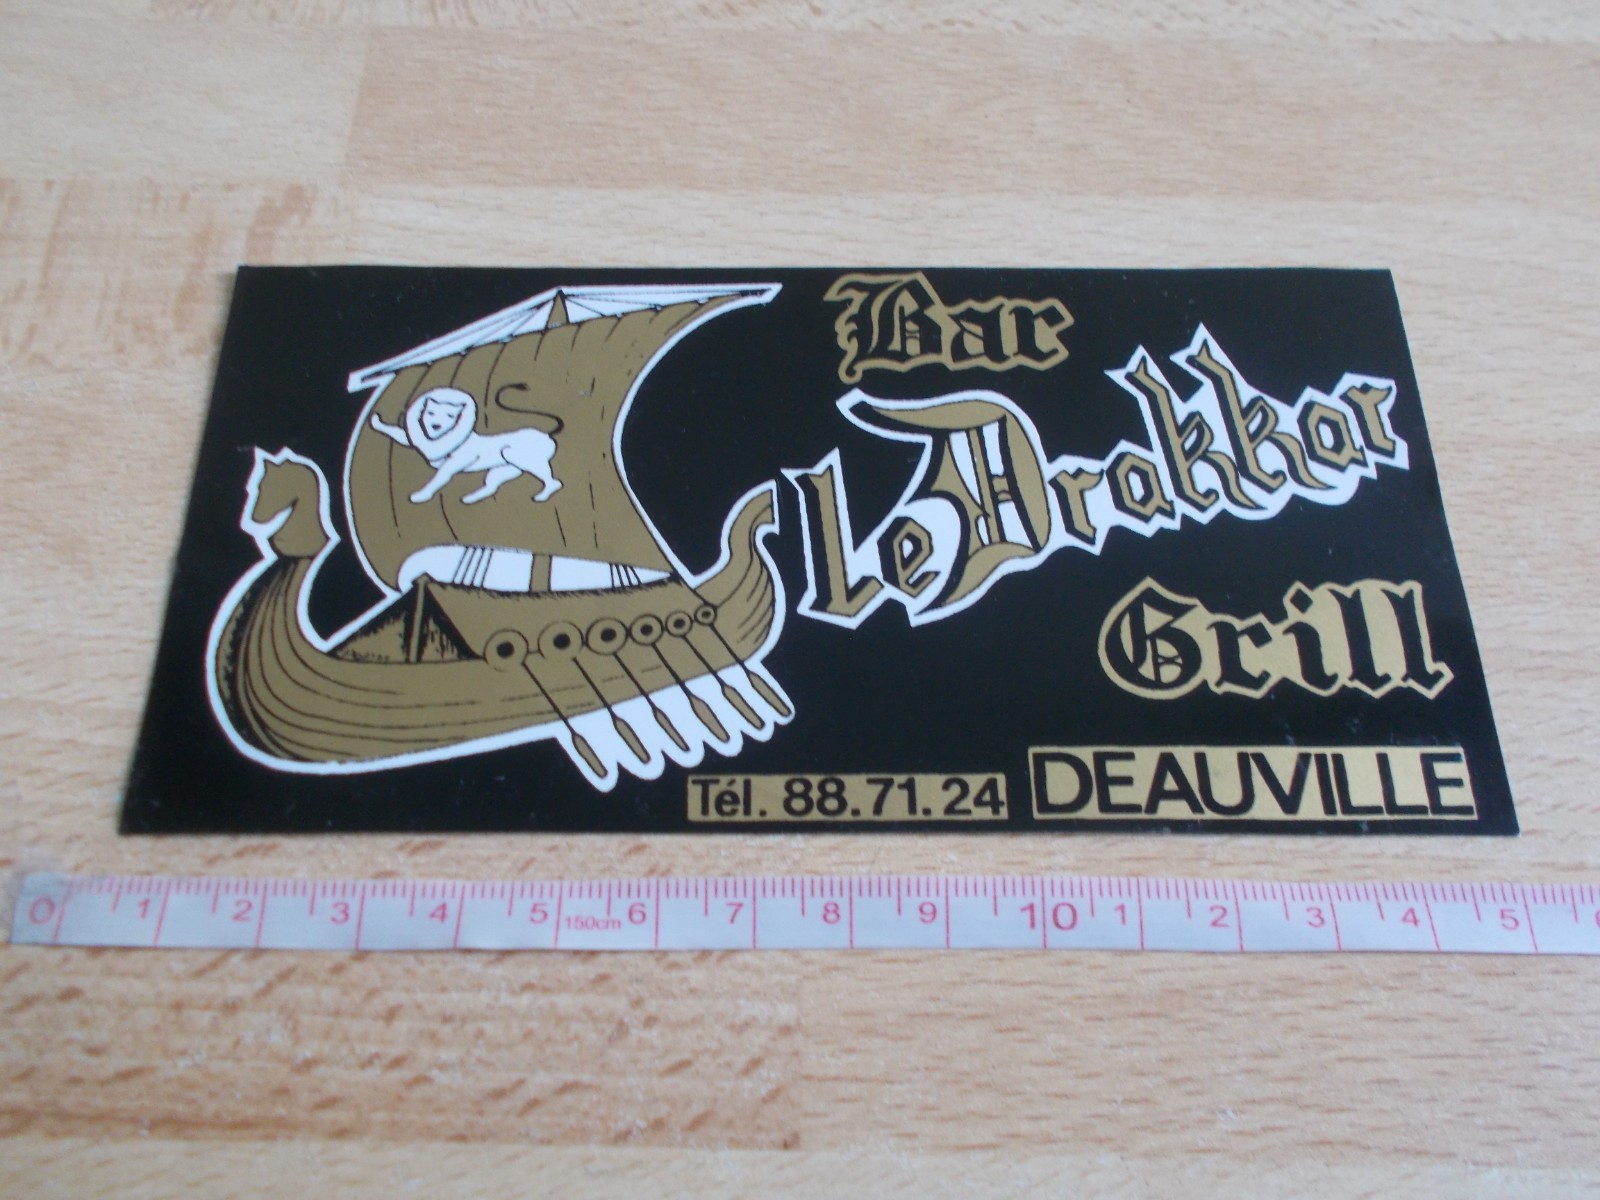 Bar
Le Drakkar
Grill
Tél. 88.71.24
DEAUVILLE
0 1 2 3 4 5 150cm 6 7 8 9 10 1 2 3 4 5 6